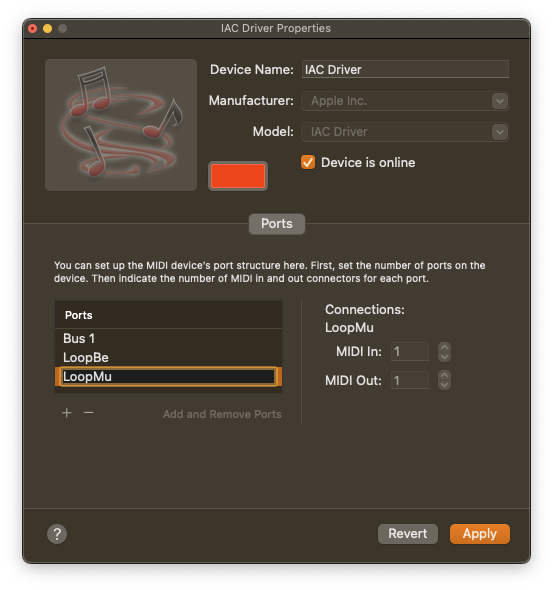 IAC Driver Properties
Device Name: IAC Driver
Manufacturer: Apple Inc.
Model: IAC Driver
Device is online
Ports
You can set up the MIDI device's port structure here. First, set the number of ports on the
device. Then indicate the number of MIDI in and out connectors for each port.
Ports
Bus 1
LoopBe
LoopMu
+ −
Add and Remove Ports
Connections:
LoopMu
MIDI In: 1
MIDI Out: 1
?
Revert
Apply